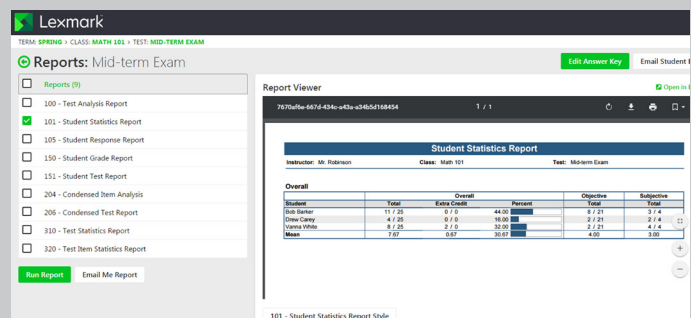 Lexmark
TERM: SPRING > CLASS: MATH 101 > TEST: MID-TERM EXAM
Reports: Mid-term Exam
Edit Answer Key
Email Student
Reports (9)
100 - Test Analysis Report
101 - Student Statistics Report
105 - Student Response Report
150 - Student Grade Report
151 - Student Test Report
204 - Condensed Item Analysis
206 - Condensed Test Report
310 - Test Statistics Report
320 - Test Item Statistics Report
Run Report
Email Me Report
Report Viewer
Open in
7670af6e-667d-434c-a43a-a34b5d168454
1 / 1
Student Statistics Report
Instructor: Mr. Robinson Class: Math 101 Test: Mid-term Exam
Overall
Overall Objective Subjective
Student Total Extra Credit Percent Total Total
Bob Barker 11 / 25 0 / 0 44.00 8 / 21 3 / 4
Drew Carey 4 / 25 0 / 0 16.00 2 / 21 2 / 4
Vanna White 8 / 25 2 / 0 32.00 2 / 21 4 / 4
Mean 7.67 0.67 30.67 4.00 3.00
101 - Student Statistics Report Style